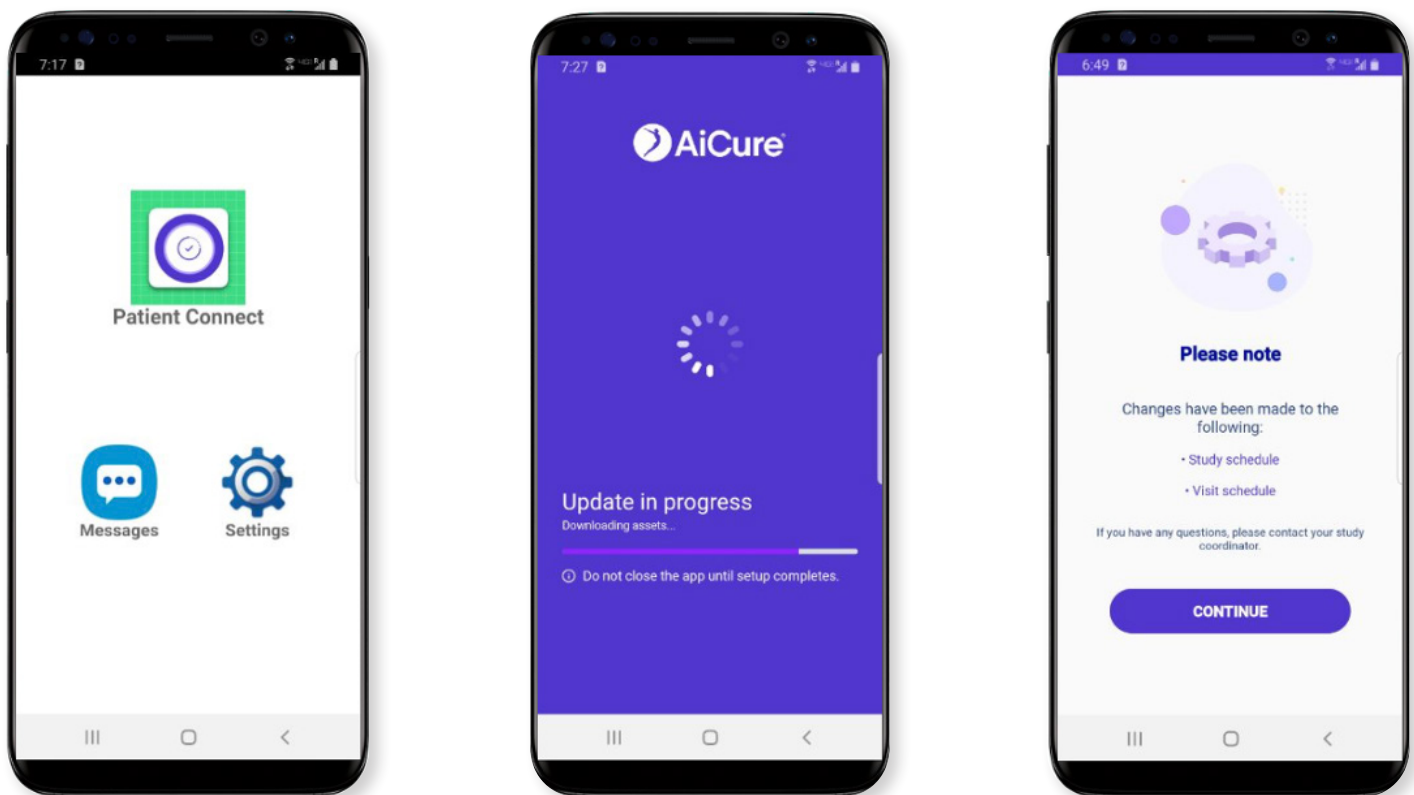 7:17
Patient Connect
Messages
Settings
7:27
AiCure
Update in progress
Downloading assets...
Do not close the app until setup completes.
6:49
Please note
Changes have been made to the
following:
• Study schedule
• Visit schedule
If you have any questions, please contact your study
coordinator.
CONTINUE